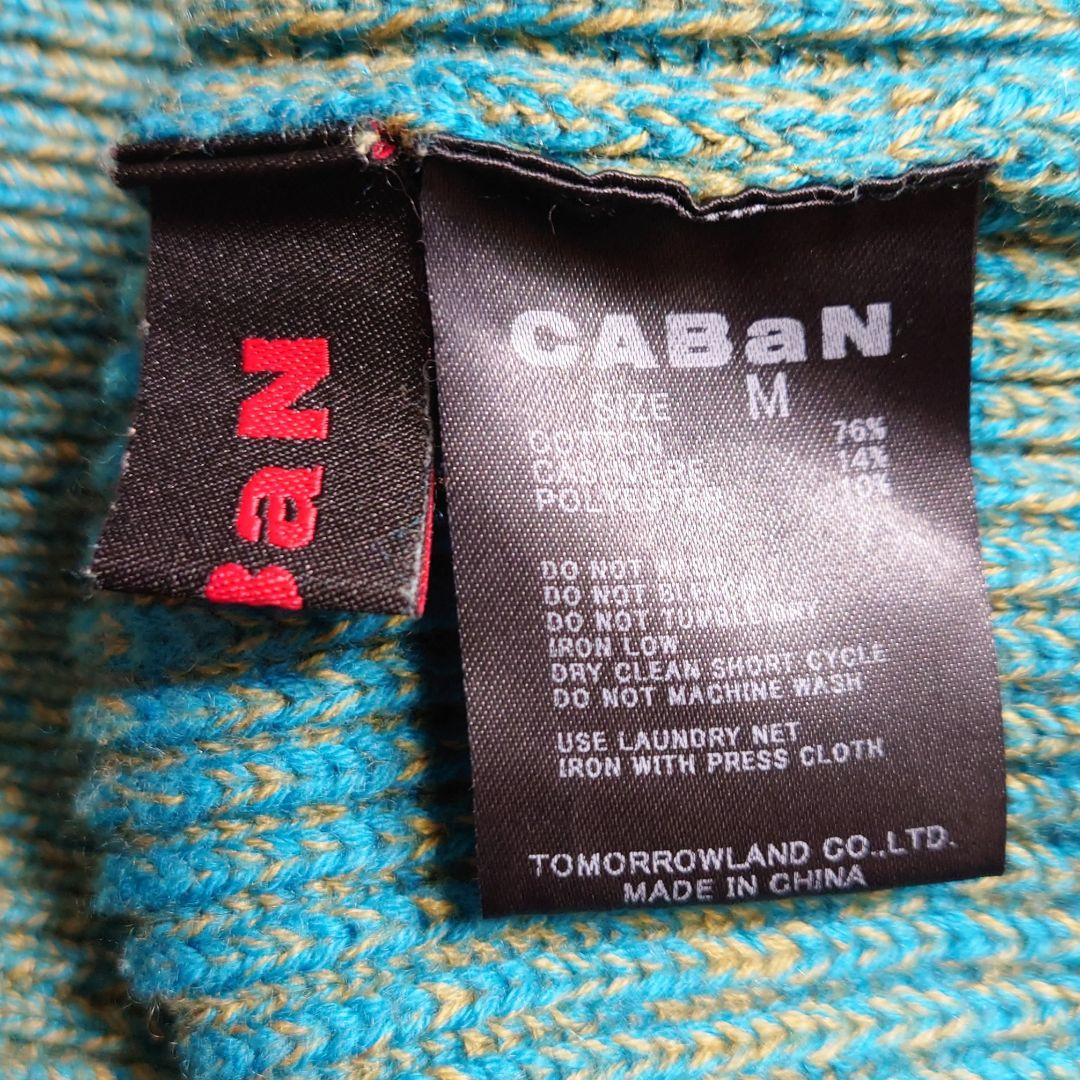 BaN
CABaN
SIZE M
COTTON 76%
CASHMERE 14%
POLYESTER 10%
DO NOT WASH
DO NOT BLEACH
DO NOT TUMBLE DRY
IRON LOW
DRY CLEAN SHORT CYCLE
DO NOT MACHINE WASH
USE LAUNDRY NET
IRON WITH PRESS CLOTH
TOMORROWLAND CO.,LTD.
MADE IN CHINA